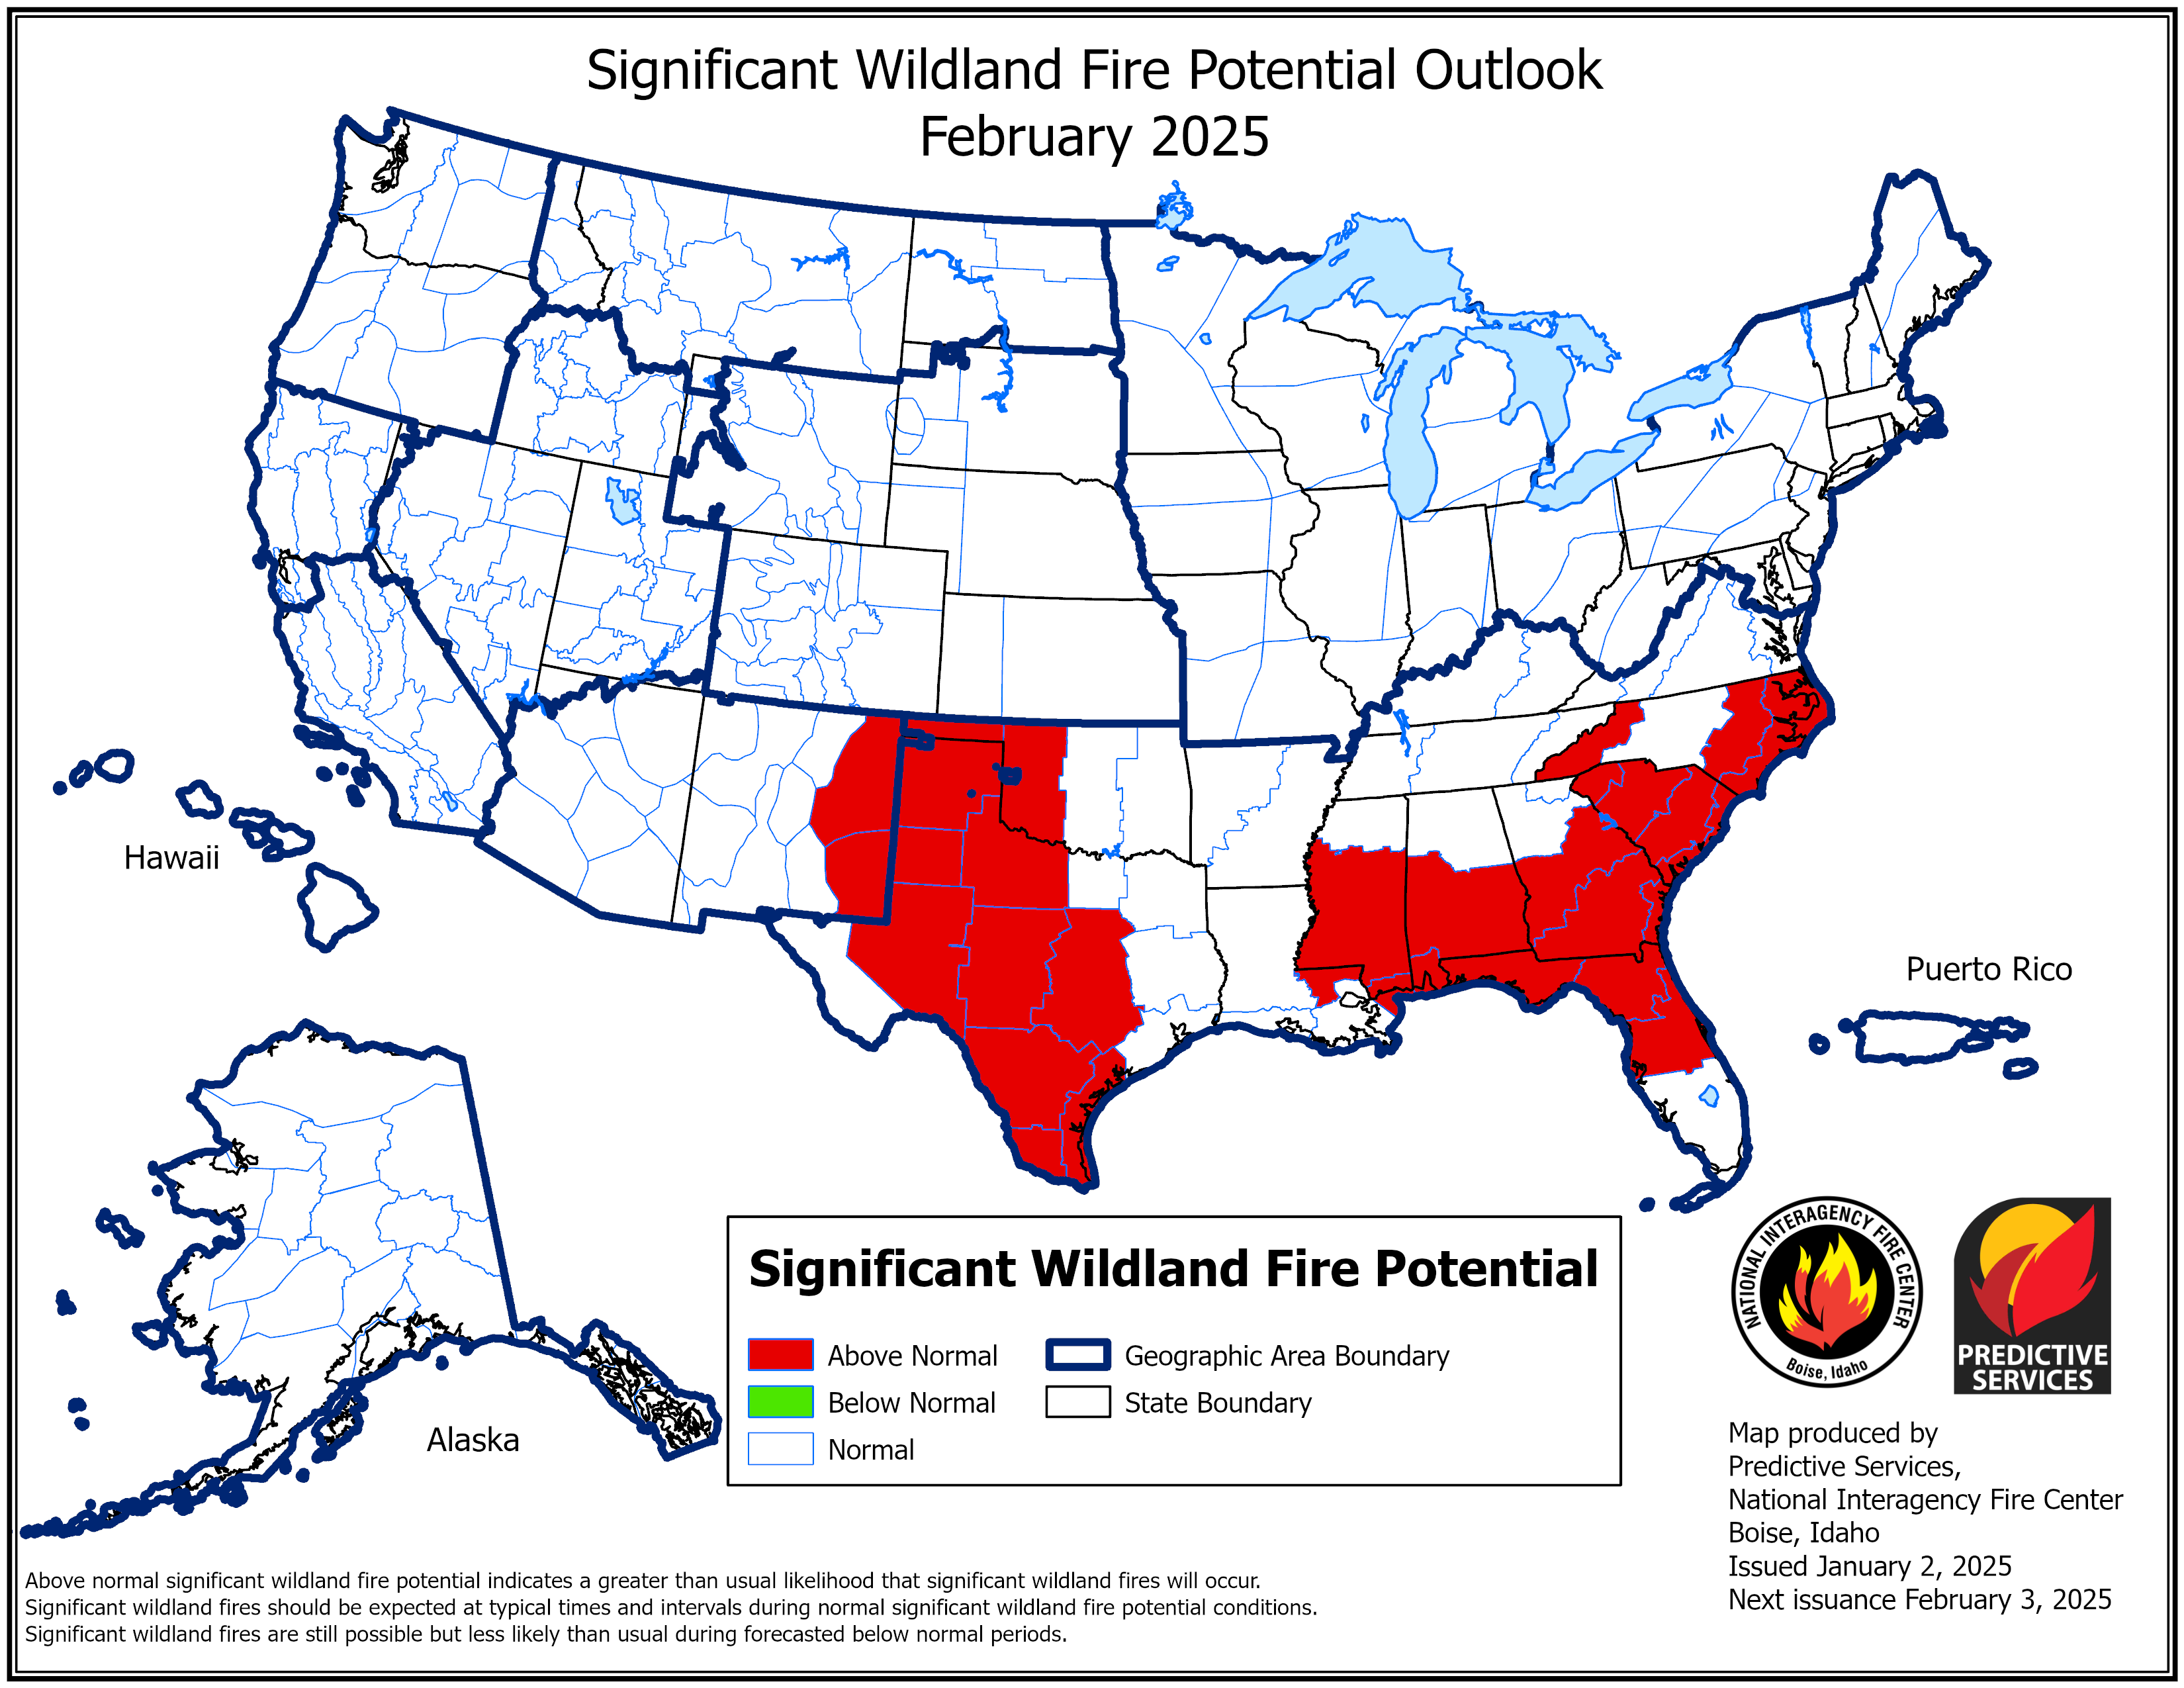 Significant Wildland Fire Potential Outlook
February 2025
Hawaii
Puerto Rico
Alaska
Significant Wildland Fire Potential
Above Normal
Geographic Area Boundary
Below Normal
State Boundary
Normal
NATIONAL INTERAGENCY FIRE CENTER
Boise, Idaho
PREDICTIVE
SERVICES
Map produced by
Predictive Services,
National Interagency Fire Center
Boise, Idaho
Issued January 2, 2025
Next issuance February 3, 2025
Above normal significant wildland fire potential indicates a greater than usual likelihood that significant wildland fires will occur.
Significant wildland fires should be expected at typical times and intervals during normal significant wildland fire potential conditions.
Significant wildland fires are still possible but less likely than usual during forecasted below normal periods.